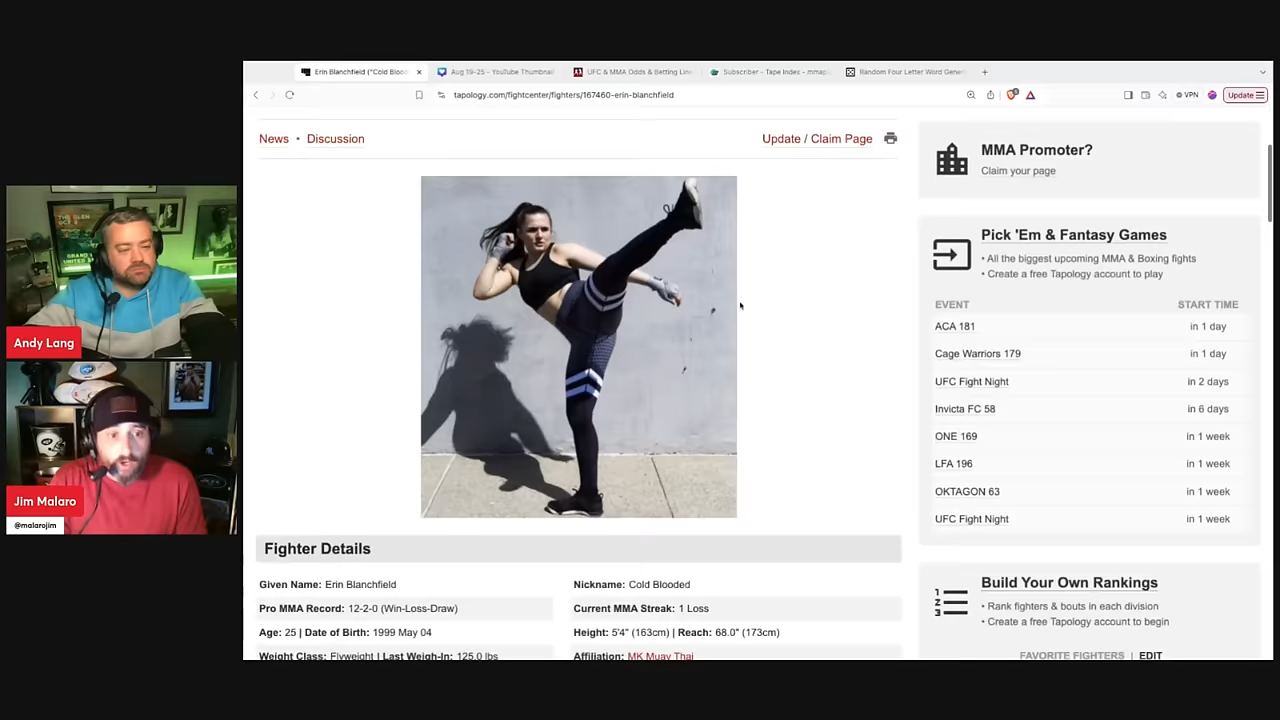 Erin Blanchfield ("Cold Blood
Aug 19-25 - YouTube Thumbnail
UFC & MMA Odds & Betting Line
Subscriber - Tape Index - mmapl
Random Four Letter Word Gener
tapology.com/fightcenter/fighters/167460-erin-blanchfield
VPN
Update
News • Discussion
Update / Claim Page
MMA Promoter?
Claim your page
Pick 'Em & Fantasy Games
• All the biggest upcoming MMA & Boxing fights
• Create a free Tapology account to play
EVENT START TIME
ACA 181 in 1 day
Cage Warriors 179 in 1 day
UFC Fight Night in 2 days
Invicta FC 58 in 6 days
ONE 169 in 1 week
LFA 196 in 1 week
OKTAGON 63 in 1 week
UFC Fight Night in 1 week
Andy Lang
Jim Malaro
@malarojim
Fighter Details
Given Name: Erin Blanchfield
Nickname: Cold Blooded
Pro MMA Record: 12-2-0 (Win-Loss-Draw)
Current MMA Streak: 1 Loss
Age: 25 | Date of Birth: 1999 May 04
Height: 5'4" (163cm) | Reach: 68.0" (173cm)
Weight Class: Flyweight | Last Weigh-In: 125.0 lbs
Affiliation: MK Muay Thai
Build Your Own Rankings
1
2
3
• Rank fighters & bouts in each division
• Create a free Tapology account to begin
FAVORITE FIGHTERS | EDIT